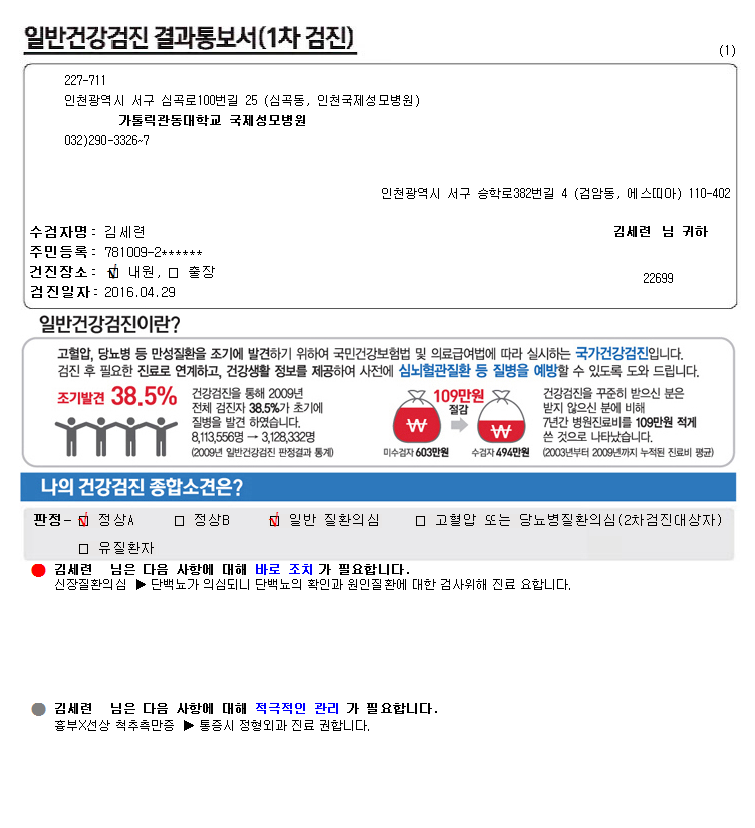 일반건강검진 결과통보서(1차 검진)
(1)
227-711
인천광역시 서구 심곡로100번길 25 (심곡동, 인천국제성모병원)
가톨릭관동대학교 국제성모병원
032)290-3326~7
인천광역시 서구 승학로382번길 4 (검암동, 에스띠아) 110-402
수검자명: 김세련
김세련 님 귀하
주민등록: 781009-2******
건진장소: ☑ 내원, □ 출장
22699
검진일자: 2016.04.29
일반건강검진이란?
고혈압, 당뇨병 등 만성질환을 조기에 발견하기 위하여 국민건강보험법 및 의료급여법에 따라 실시하는 국가건강검진입니다.
검진 후 필요한 진료로 연계하고, 건강생활 정보를 제공하여 사전에 심뇌혈관질환 등 질병을 예방할 수 있도록 도와 드립니다.
조기발견 38.5%
건강검진을 통해 2009년
전체 검진자 38.5%가 초기에
질병을 발견 하였습니다.
8,113,556명 → 3,128,332명
(2009년 일반건강검진 판정결과 통계)
109만원
절감
₩
₩
미수검자 603만원
수검자 494만원
건강검진을 꾸준히 받으신 분은
받지 않으신 분에 비해
7년간 병원진료비를 109만원 적게
쓴 것으로 나타났습니다.
(2003년부터 2009년까지 누적된 진료비 평균)
나의 건강검진 종합소견은?
판정- ☑ 정상A □ 정상B ☑ 일반 질환의심 □ 고혈압 또는 당뇨병질환의심(2차검진대상자)
□ 유질환자
김세련 님은 다음 사항에 대해 바로 조치 가 필요합니다.
신장질환의심 ▶ 단백뇨가 의심되니 단백뇨의 확인과 원인질환에 대한 검사위해 진료 요합니다.
김세련 님은 다음 사항에 대해 적극적인 관리 가 필요합니다.
흉부X선상 척추측만증 ▶ 통증시 정형외과 진료 권합니다.